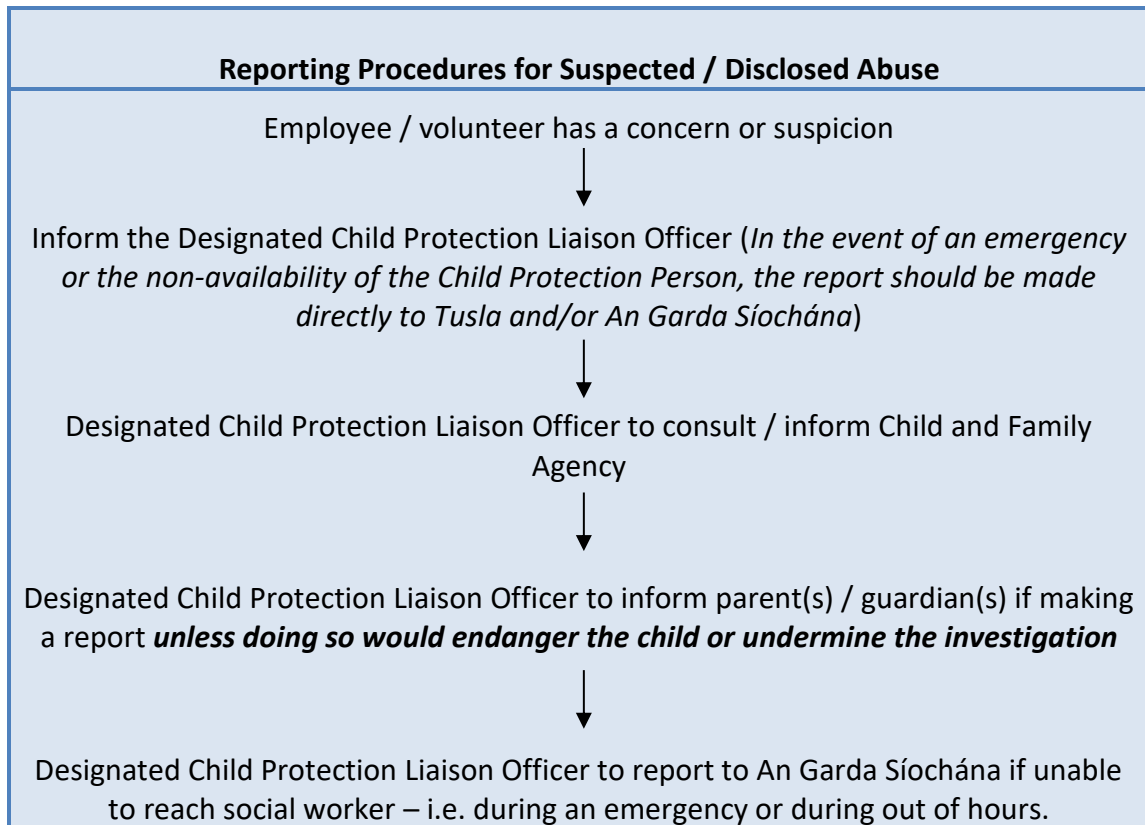 Reporting Procedures for Suspected / Disclosed Abuse
Employee / volunteer has a concern or suspicion
Inform the Designated Child Protection Liaison Officer (In the event of an emergency
or the non-availability of the Child Protection Person, the report should be made
directly to Tusla and/or An Garda Síochána)
Designated Child Protection Liaison Officer to consult / inform Child and Family
Agency
Designated Child Protection Liaison Officer to inform parent(s) / guardian(s) if making
a report unless doing so would endanger the child or undermine the investigation
Designated Child Protection Liaison Officer to report to An Garda Síochána if unable
to reach social worker – i.e. during an emergency or during out of hours.